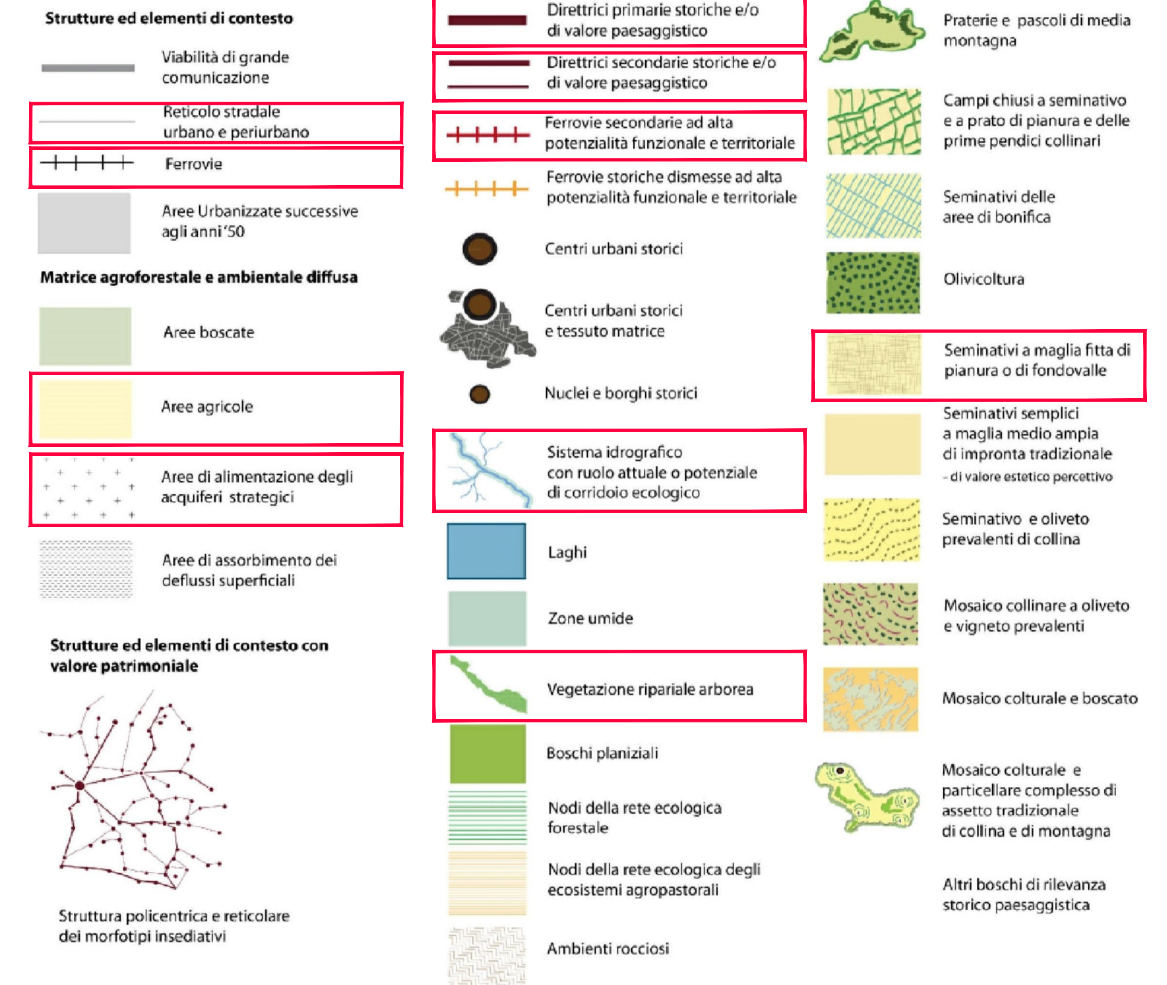 Strutture ed elementi di contesto
Viabilità di grande
comunicazione
Reticolo stradale
urbano e periurbano
Ferrovie
Aree Urbanizzate successive
agli anni '50
Matrice agroforestale e ambientale diffusa
Aree boscate
Aree agricole
Aree di alimentazione degli
acquiferi strategici
Aree di assorbimento dei
deflussi superficiali
Strutture ed elementi di contesto con
valore patrimoniale
Struttura policentrica e reticolare
dei morfotipi insediativi
Direttrici primarie storiche e/o
di valore paesaggistico
Direttrici secondarie storiche e/o
di valore paesaggistico
Ferrovie secondarie ad alta
potenzialità funzionale e territoriale
Ferrovie storiche dismesse ad alta
potenzialità funzionale e territoriale
Centri urbani storici
Centri urbani storici
e tessuto matrice
Nuclei e borghi storici
Sistema idrografico
con ruolo attuale o potenziale
di corridoio ecologico
Laghi
Zone umide
Vegetazione ripariale arborea
Boschi planiziali
Nodi della rete ecologica
forestale
Nodi della rete ecologica degli
ecosistemi agropastorali
Ambienti rocciosi
Praterie e pascoli di media
montagna
Campi chiusi a seminativo
e a prato di pianura e delle
prime pendici collinari
Seminativi delle
aree di bonifica
Olivicoltura
Seminativi a maglia fitta di
pianura o di fondovalle
Seminativi semplici
a maglia medio ampia
di impronta tradizionale
- di valore estetico percettivo
Seminativo e oliveto
prevalenti di collina
Mosaico collinare a oliveto
e vigneto prevalenti
Mosaico colturale e boscato
Mosaico colturale e
particellare complesso di
assetto tradizionale
di collina e di montagna
Altri boschi di rilevanza
storico paesaggistica